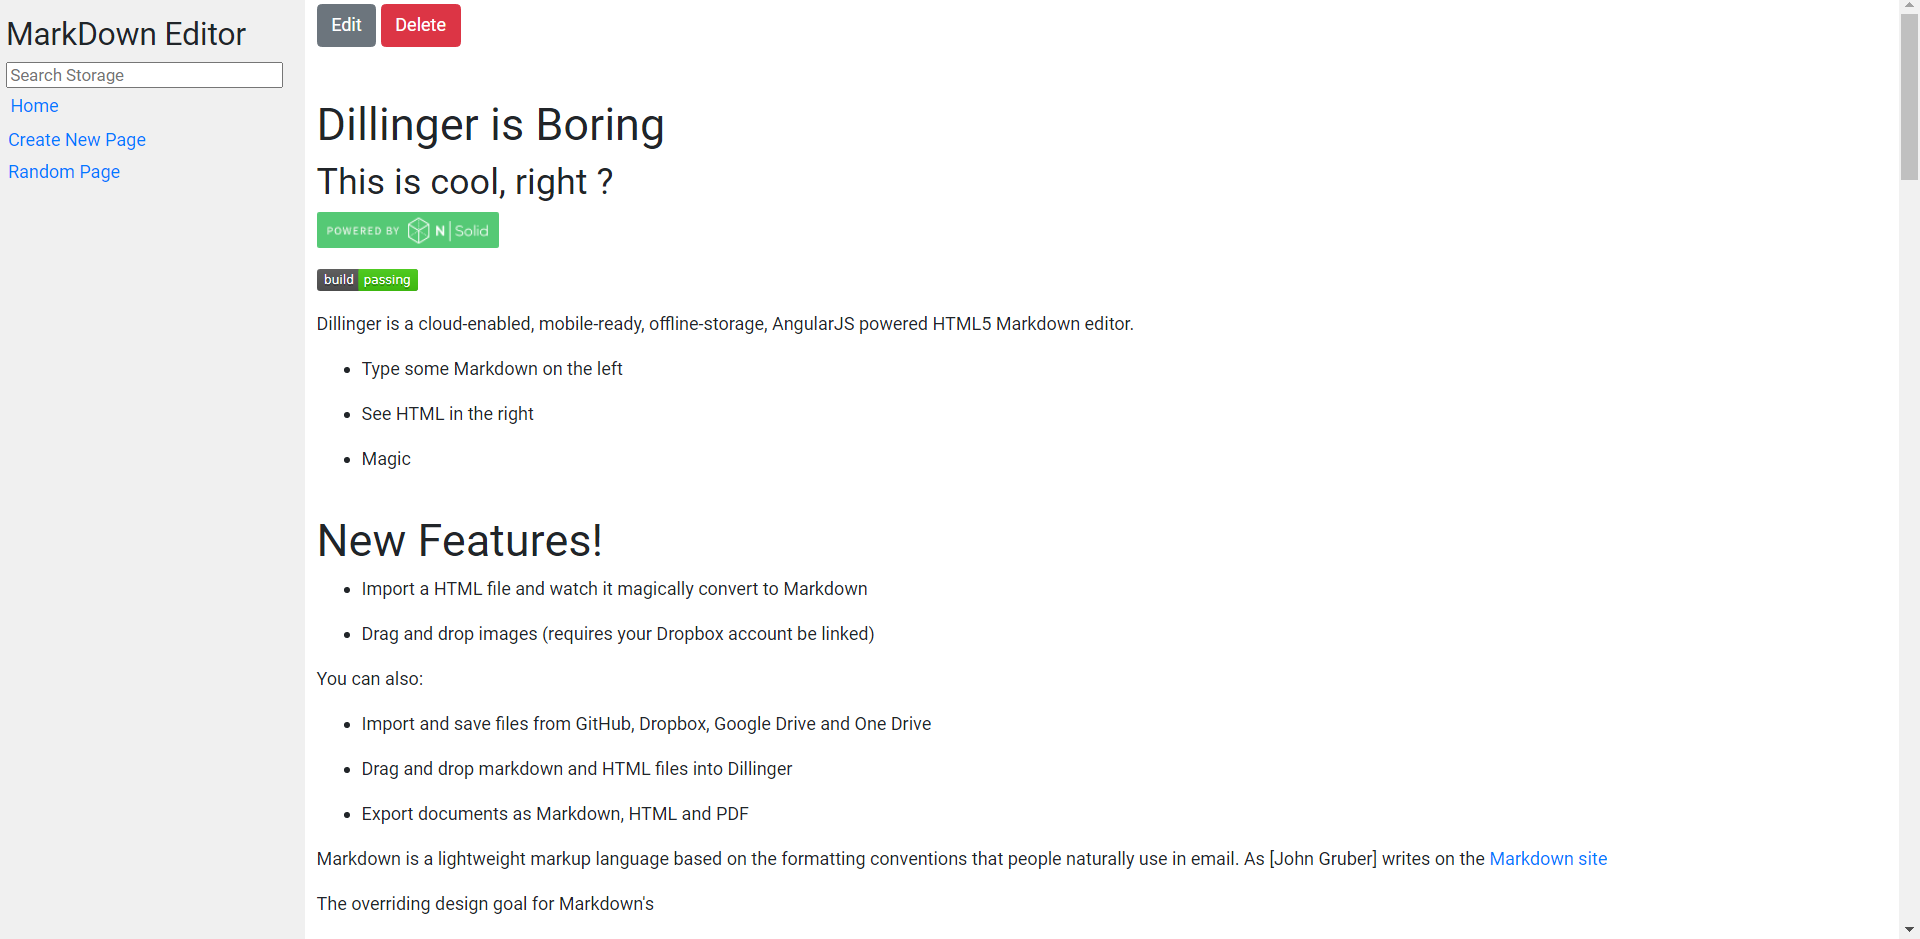 MarkDown Editor
Search Storage
Home
Create New Page
Random Page
Edit Delete
Dillinger is Boring
This is cool, right ?
POWERED BY N|Solid
build passing
Dillinger is a cloud-enabled, mobile-ready, offline-storage, AngularJS powered HTML5 Markdown editor.
• Type some Markdown on the left
• See HTML in the right
• Magic
New Features!
• Import a HTML file and watch it magically convert to Markdown
• Drag and drop images (requires your Dropbox account be linked)
You can also:
• Import and save files from GitHub, Dropbox, Google Drive and One Drive
• Drag and drop markdown and HTML files into Dillinger
• Export documents as Markdown, HTML and PDF
Markdown is a lightweight markup language based on the formatting conventions that people naturally use in email. As [John Gruber] writes on the Markdown site
The overriding design goal for Markdown's